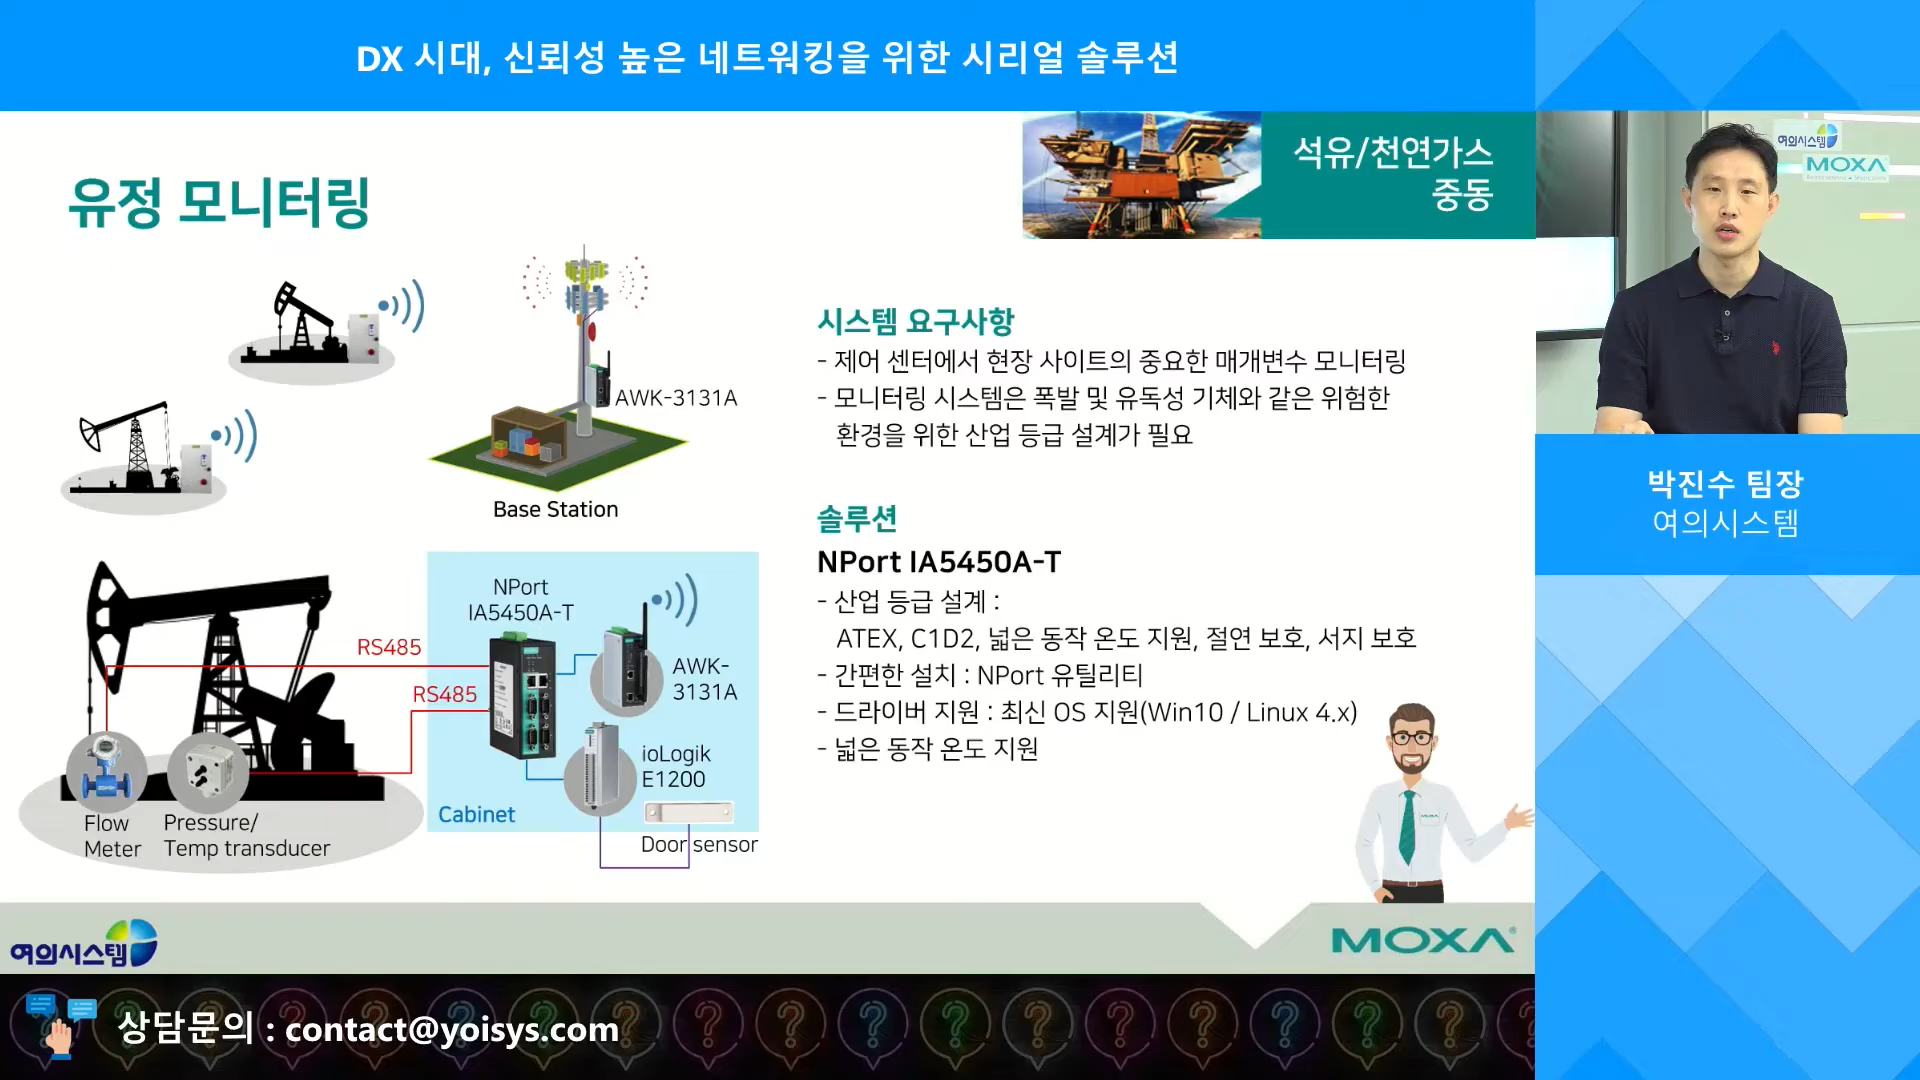 DX 시대, 신뢰성 높은 네트워킹을 위한 시리얼 솔루션
석유/천연가스
중동
여의시스템
MOXA
유정 모니터링
AWK-3131A
Base Station
시스템 요구사항
- 제어 센터에서 현장 사이트의 중요한 매개변수 모니터링
- 모니터링 시스템은 폭발 및 유독성 기체와 같은 위험한
환경을 위한 산업 등급 설계가 필요
박진수 팀장
여의시스템
솔루션
NPort IA5450A-T
- 산업 등급 설계 :
ATEX, C1D2, 넓은 동작 온도 지원, 절연 보호, 서지 보호
- 간편한 설치 : NPort 유틸리티
- 드라이버 지원 : 최신 OS 지원(Win10 / Linux 4.x)
- 넓은 동작 온도 지원
NPort
IA5450A-T
RS485
RS485
AWK-
3131A
ioLogik
E1200
Cabinet
Door sensor
Flow
Meter
Pressure/
Temp transducer
MOXA
여의시스템
MOXA
상담문의 : contact@yoisys.com